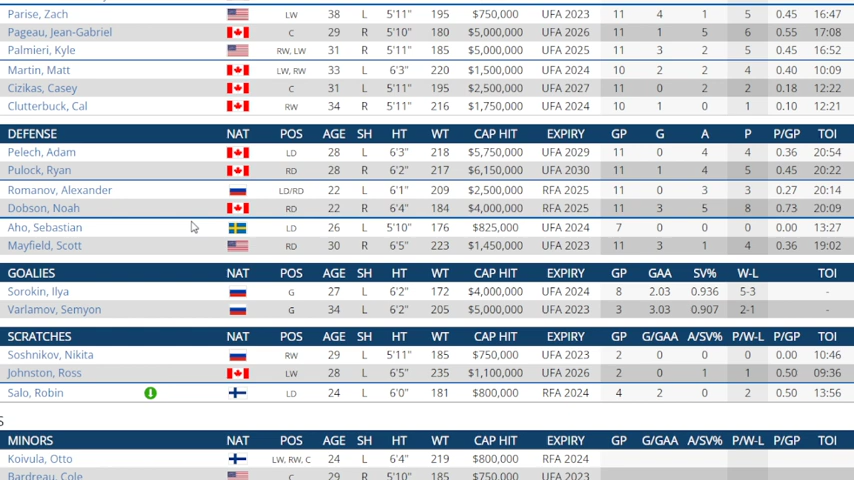 Parise, Zach LW 38 L 5'11" 195 $750,000 UFA 2023 11 4 1 5 0.45 16:47
Pageau, Jean-Gabriel C 29 R 5'10" 180 $5,000,000 UFA 2026 11 1 5 6 0.55 17:08
Palmieri, Kyle RW, LW 31 R 5'11" 185 $5,000,000 UFA 2025 11 3 2 5 0.45 16:52
Martin, Matt LW, RW 33 L 6'3" 220 $1,500,000 UFA 2024 10 2 2 4 0.40 10:09
Cizikas, Casey C 31 L 5'11" 195 $2,500,000 UFA 2027 11 0 2 2 0.18 12:22
Clutterbuck, Cal RW 34 R 5'11" 216 $1,750,000 UFA 2024 10 1 0 1 0.10 12:21
DEFENSE NAT POS AGE SH HT WT CAP HIT EXPIRY GP G A P P/GP TOI
Pelech, Adam LD 28 L 6'3" 218 $5,750,000 UFA 2029 11 0 4 4 0.36 20:54
Pulock, Ryan RD 28 R 6'2" 217 $6,150,000 UFA 2030 11 1 4 5 0.45 22:22
Romanov, Alexander LD/RD 22 L 6'1" 209 $2,500,000 RFA 2025 11 0 3 3 0.27 20:14
Dobson, Noah RD 22 R 6'4" 184 $4,000,000 RFA 2025 11 3 5 8 0.73 20:09
Aho, Sebastian LD 26 L 5'10" 176 $825,000 UFA 2024 7 0 0 0 0.00 13:27
Mayfield, Scott RD 30 R 6'5" 223 $1,450,000 UFA 2023 11 3 1 4 0.36 19:02
GOALIES NAT POS AGE SH HT WT CAP HIT EXPIRY GP GAA SV% W-L TOI
Sorokin, Ilya G 27 L 6'2" 172 $4,000,000 UFA 2024 8 2.03 0.936 5-3 -
Varlamov, Semyon G 34 L 6'2" 205 $5,000,000 UFA 2023 3 3.03 0.907 2-1 -
SCRATCHES NAT POS AGE SH HT WT CAP HIT EXPIRY GP G/GAA A/SV% P/W-L P/GP TOI
Soshnikov, Nikita RW 29 L 5'11" 185 $750,000 UFA 2023 2 0 0 0 0.00 10:46
Johnston, Ross LW 28 L 6'5" 235 $1,100,000 UFA 2026 2 0 1 1 0.50 09:36
Salo, Robin LD 24 L 6'0" 181 $800,000 RFA 2024 4 2 0 2 0.50 13:56
S
MINORS NAT POS AGE SH HT WT CAP HIT EXPIRY GP G/GAA A/SV% P/W-L P/GP TOI
Koivula, Otto LW, RW, C 24 L 6'4" 219 $800,000 RFA 2024
Bardreau, Cole C 29 R 5'10" 185 $750,000 UFA 2023